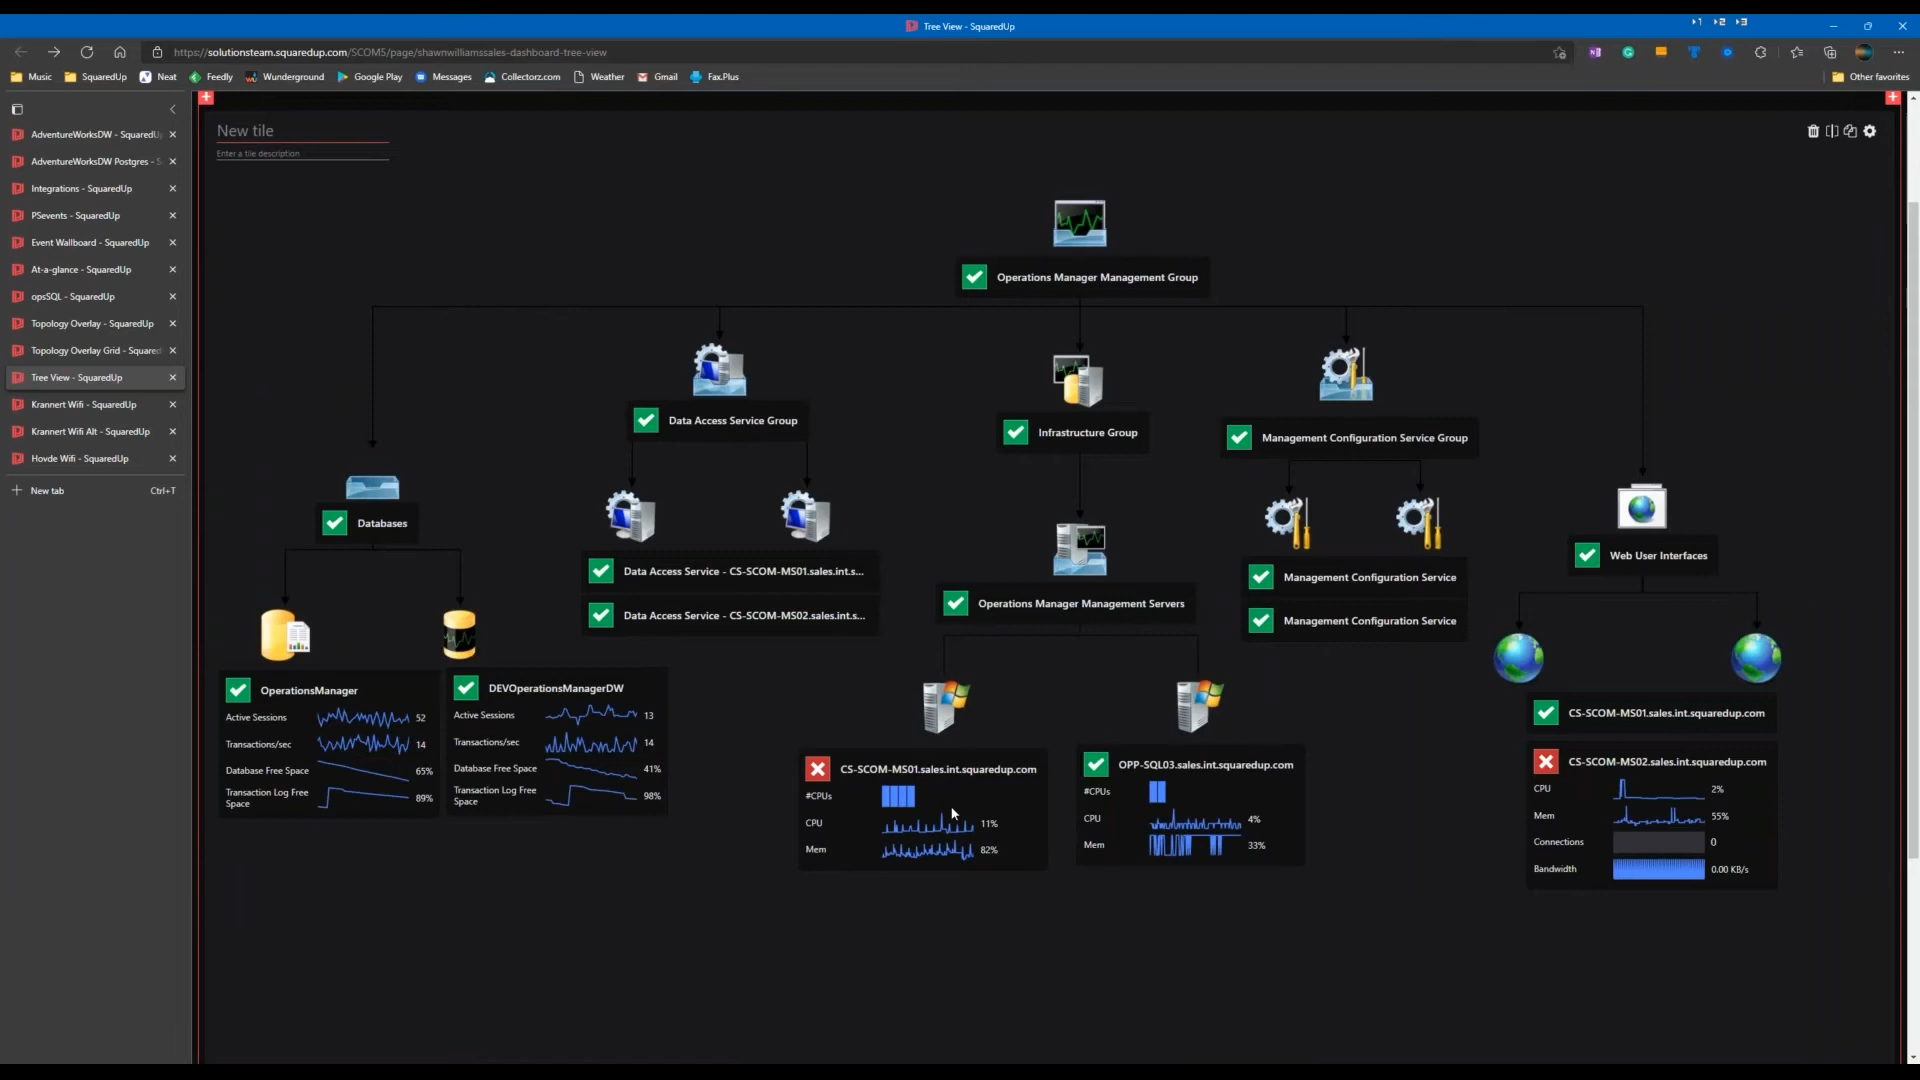 Tree View - SquaredUp
https://solutionsteam.squaredup.com/SCOM5/page/shawnwilliamssales-dashboard-tree-view
Music SquaredUp Neat Feedly Wunderground Google Play Messages Collectorz.com Weather Gmail Fax.Plus Other favorites
AdventureWorksDW - SquaredU
AdventureWorksDW Postgres - S
Integrations - SquaredUp
PSevents - SquaredUp
Event Wallboard - SquaredUp
At-a-glance - SquaredUp
opsSQL - SquaredUp
Topology Overlay - SquaredUp
Topology Overlay Grid - Squared
Tree View - SquaredUp
Krannert Wifi - SquaredUp
Krannert Wifi Alt - SquaredUp
Hovde Wifi - SquaredUp
New tab Ctrl+T
New tile
Enter a tile description
Operations Manager Management Group
Data Access Service Group
Infrastructure Group
Management Configuration Service Group
Databases
Web User Interfaces
Data Access Service - CS-SCOM-MS01.sales.int.s...
Data Access Service - CS-SCOM-MS02.sales.int.s...
Operations Manager Management Servers
Management Configuration Service
Management Configuration Service
OperationsManager
Active Sessions 52
Transactions/sec 14
Database Free Space 65%
Transaction Log Free
Space 89%
DEVOperationsManagerDW
Active Sessions 13
Transactions/sec 14
Database Free Space 41%
Transaction Log Free
Space 98%
CS-SCOM-MS01.sales.int.squaredup.com
#CPUs
CPU 11%
Mem 82%
OPP-SQL03.sales.int.squaredup.com
#CPUs
CPU 4%
Mem 33%
CS-SCOM-MS01.sales.int.squaredup.com
CS-SCOM-MS02.sales.int.squaredup.com
CPU 2%
Mem 55%
Connections 0
Bandwidth 0.00 KB/s